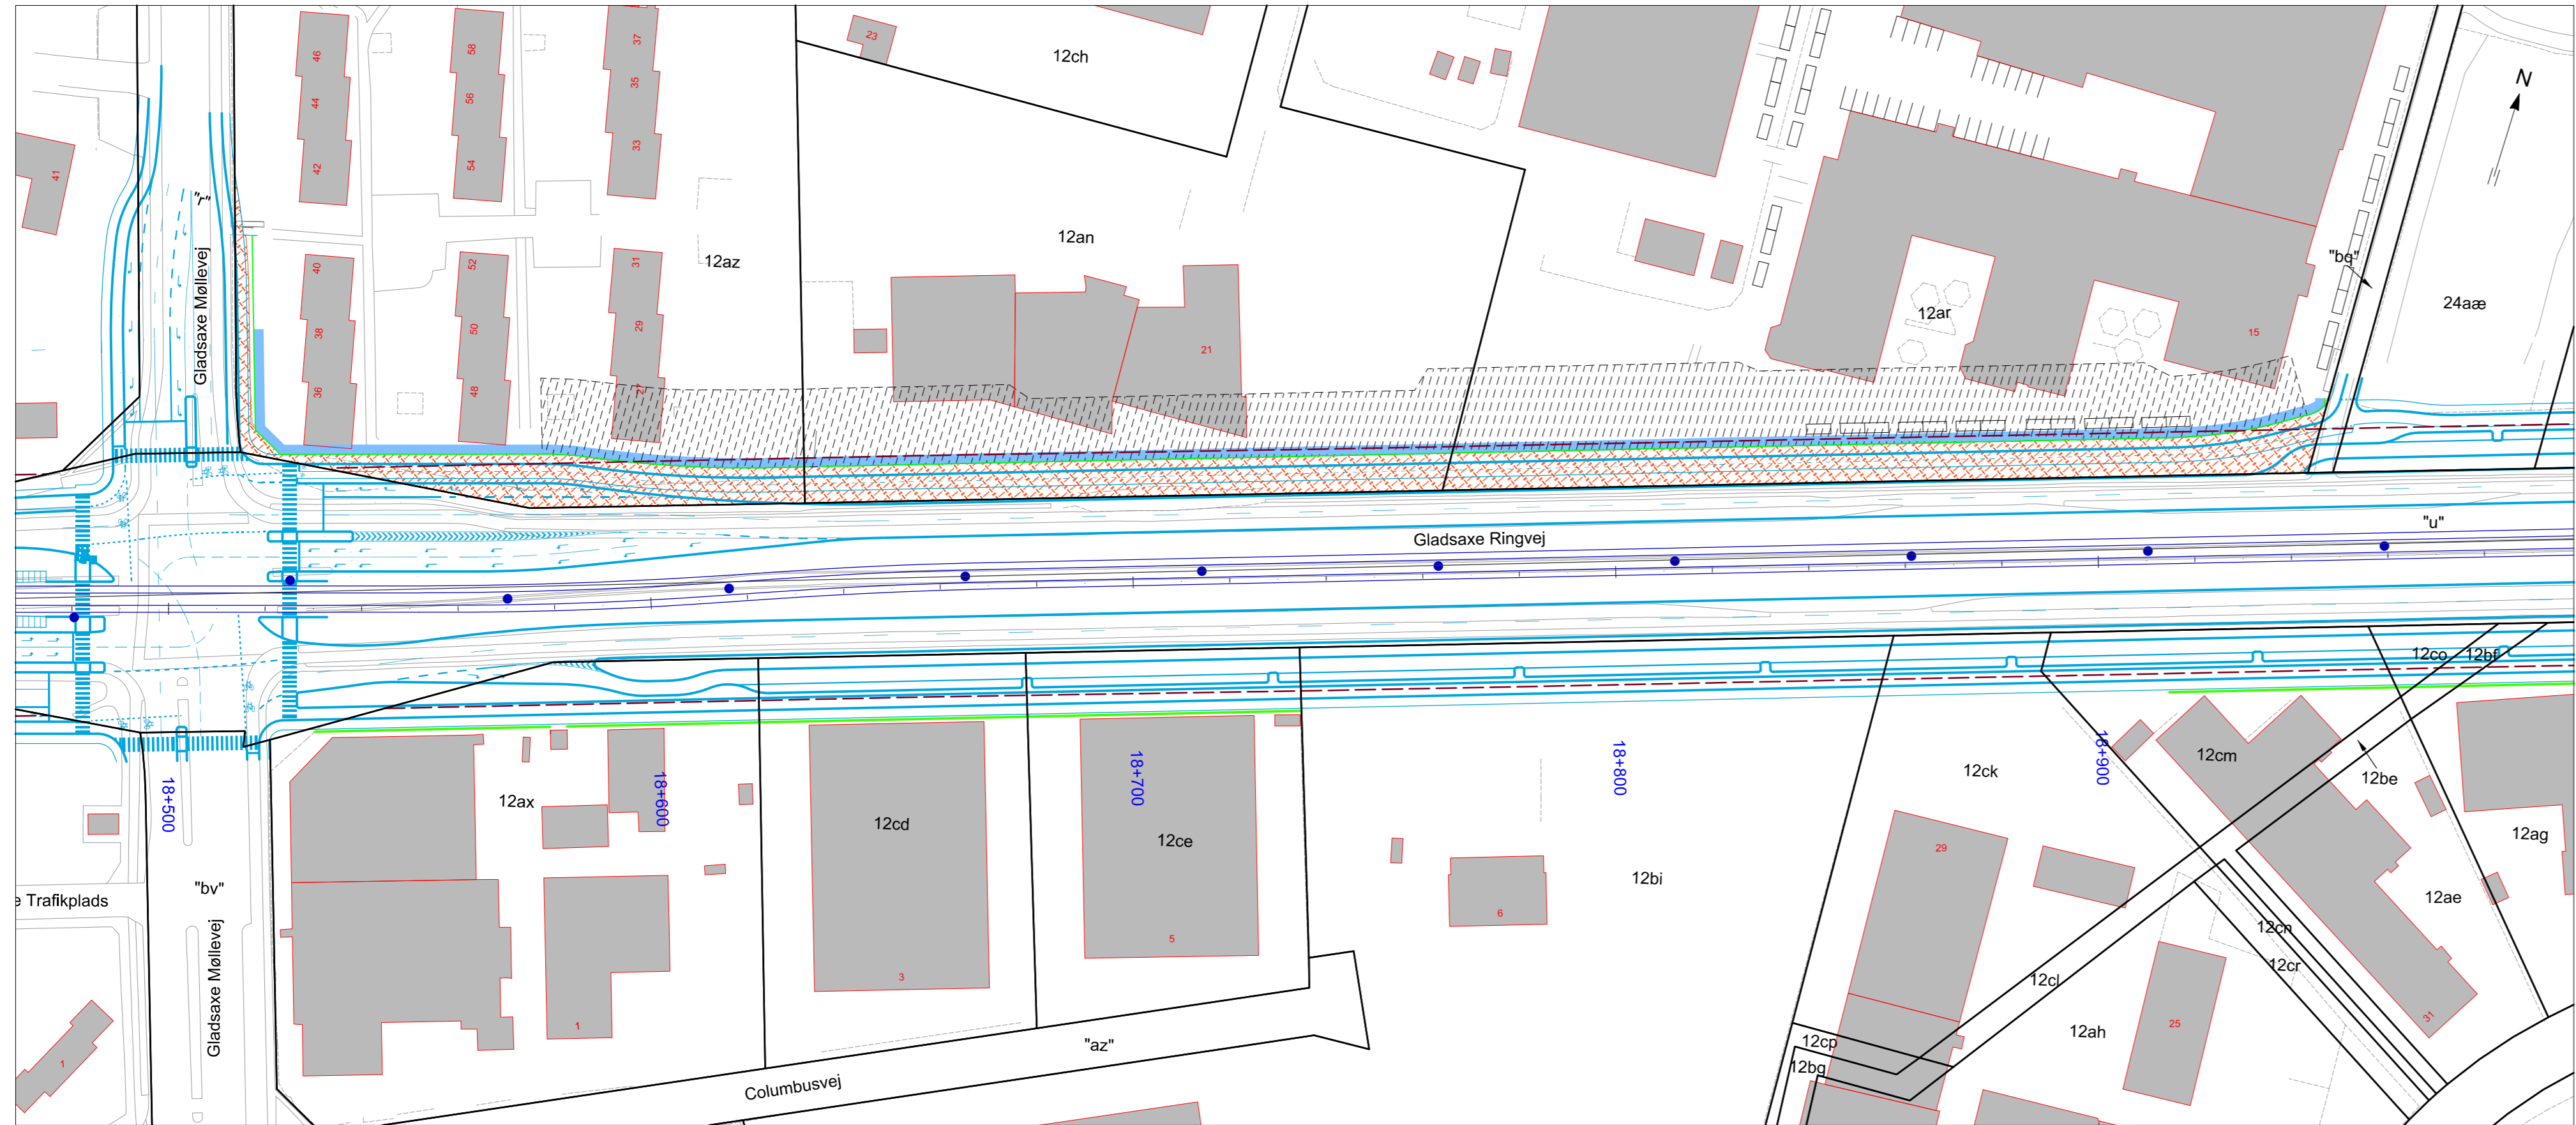 46
58
37
23
12ch
N
44
56
35
42
54
33
41
"r"
12an
12az
40
52
31
"bq"
24aæ
Gladsaxe Møllevej
38
50
29
12ar
15
21
36
48
27
Gladsaxe Ringvej
"u"
12co
12bf
18+500
18+600
18+700
18+800
18+900
12ck
12cm
12be
12ax
12cd
12ce
12ag
29
12bi
"bv"
e Trafikplads
6
12ae
Gladsaxe Møllevej
5
3
12cn
12cr
12cl
1
25
31
12ah
12cp
"az"
1
12bg
Columbusvej